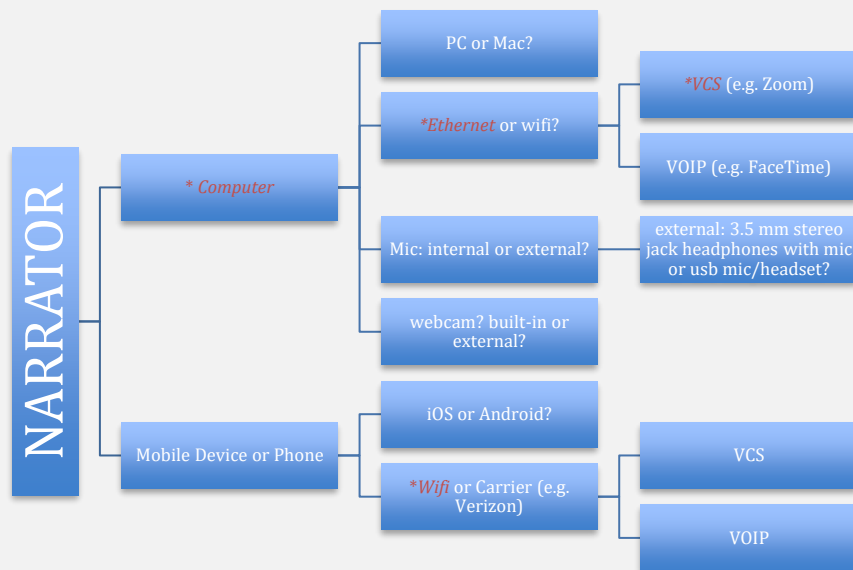 NARRATOR
* Computer
PC or Mac?
*Ethernet or wifi?
*VCS (e.g. Zoom)
VOIP (e.g. FaceTime)
Mic: internal or external?
external: 3.5 mm stereo
jack headphones with mic
or usb mic/headset?
webcam? built-in or
external?
Mobile Device or Phone
iOS or Android?
*Wifi or Carrier (e.g.
Verizon)
VCS
VOIP